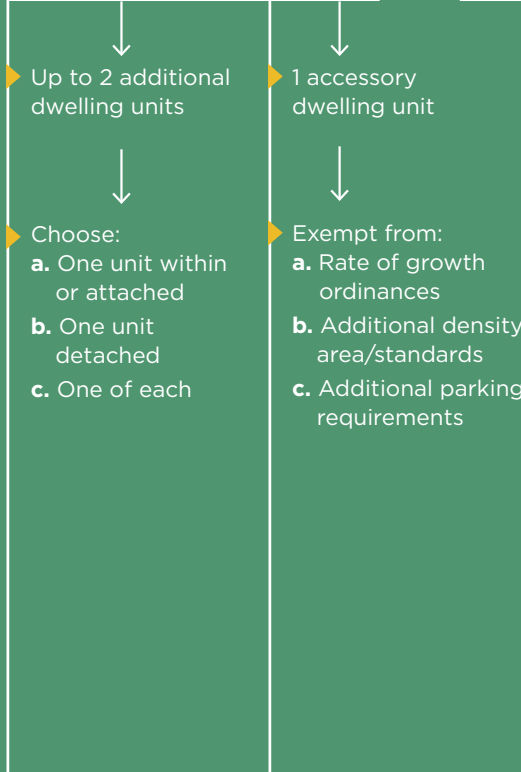 Up to 2 additional
dwelling units
Choose:
a. One unit within
or attached
b. One unit
detached
c. One of each
1 accessory
dwelling unit
Exempt from:
a. Rate of growth
ordinances
b. Additional density
area/standards
c. Additional parking
requirements